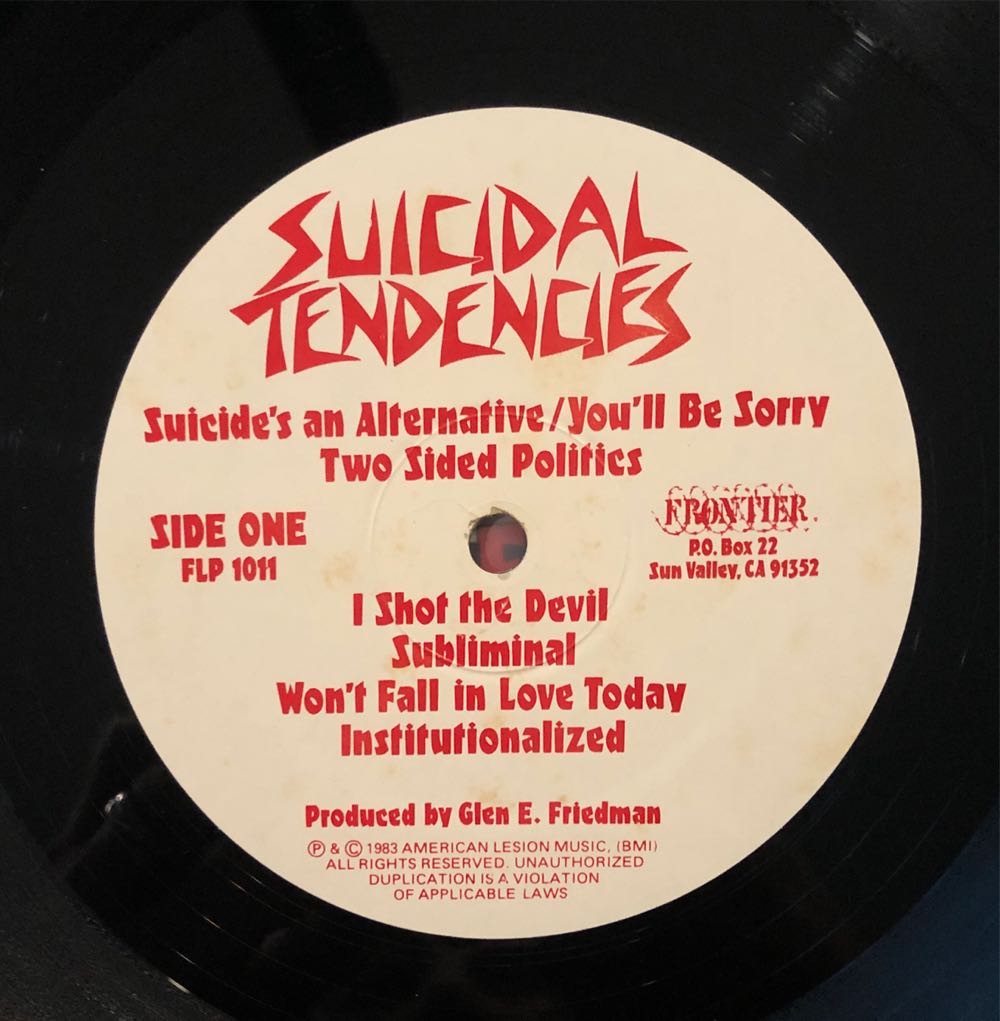 SUICIDAL
TENDENCIES
Suicide's an Alternative/You'll Be Sorry
Two Sided Politics
SIDE ONE
FLP 1011
FRONTIER
P.O. Box 22
Sun Valley, CA 91352
I Shot the Devil
Subliminal
Won't Fall in Love Today
Institutionalized
Produced by Glen E. Friedman
Ⓟ & © 1983 AMERICAN LESION MUSIC, (BMI)
ALL RIGHTS RESERVED. UNAUTHORIZED
DUPLICATION IS A VIOLATION
OF APPLICABLE LAWS